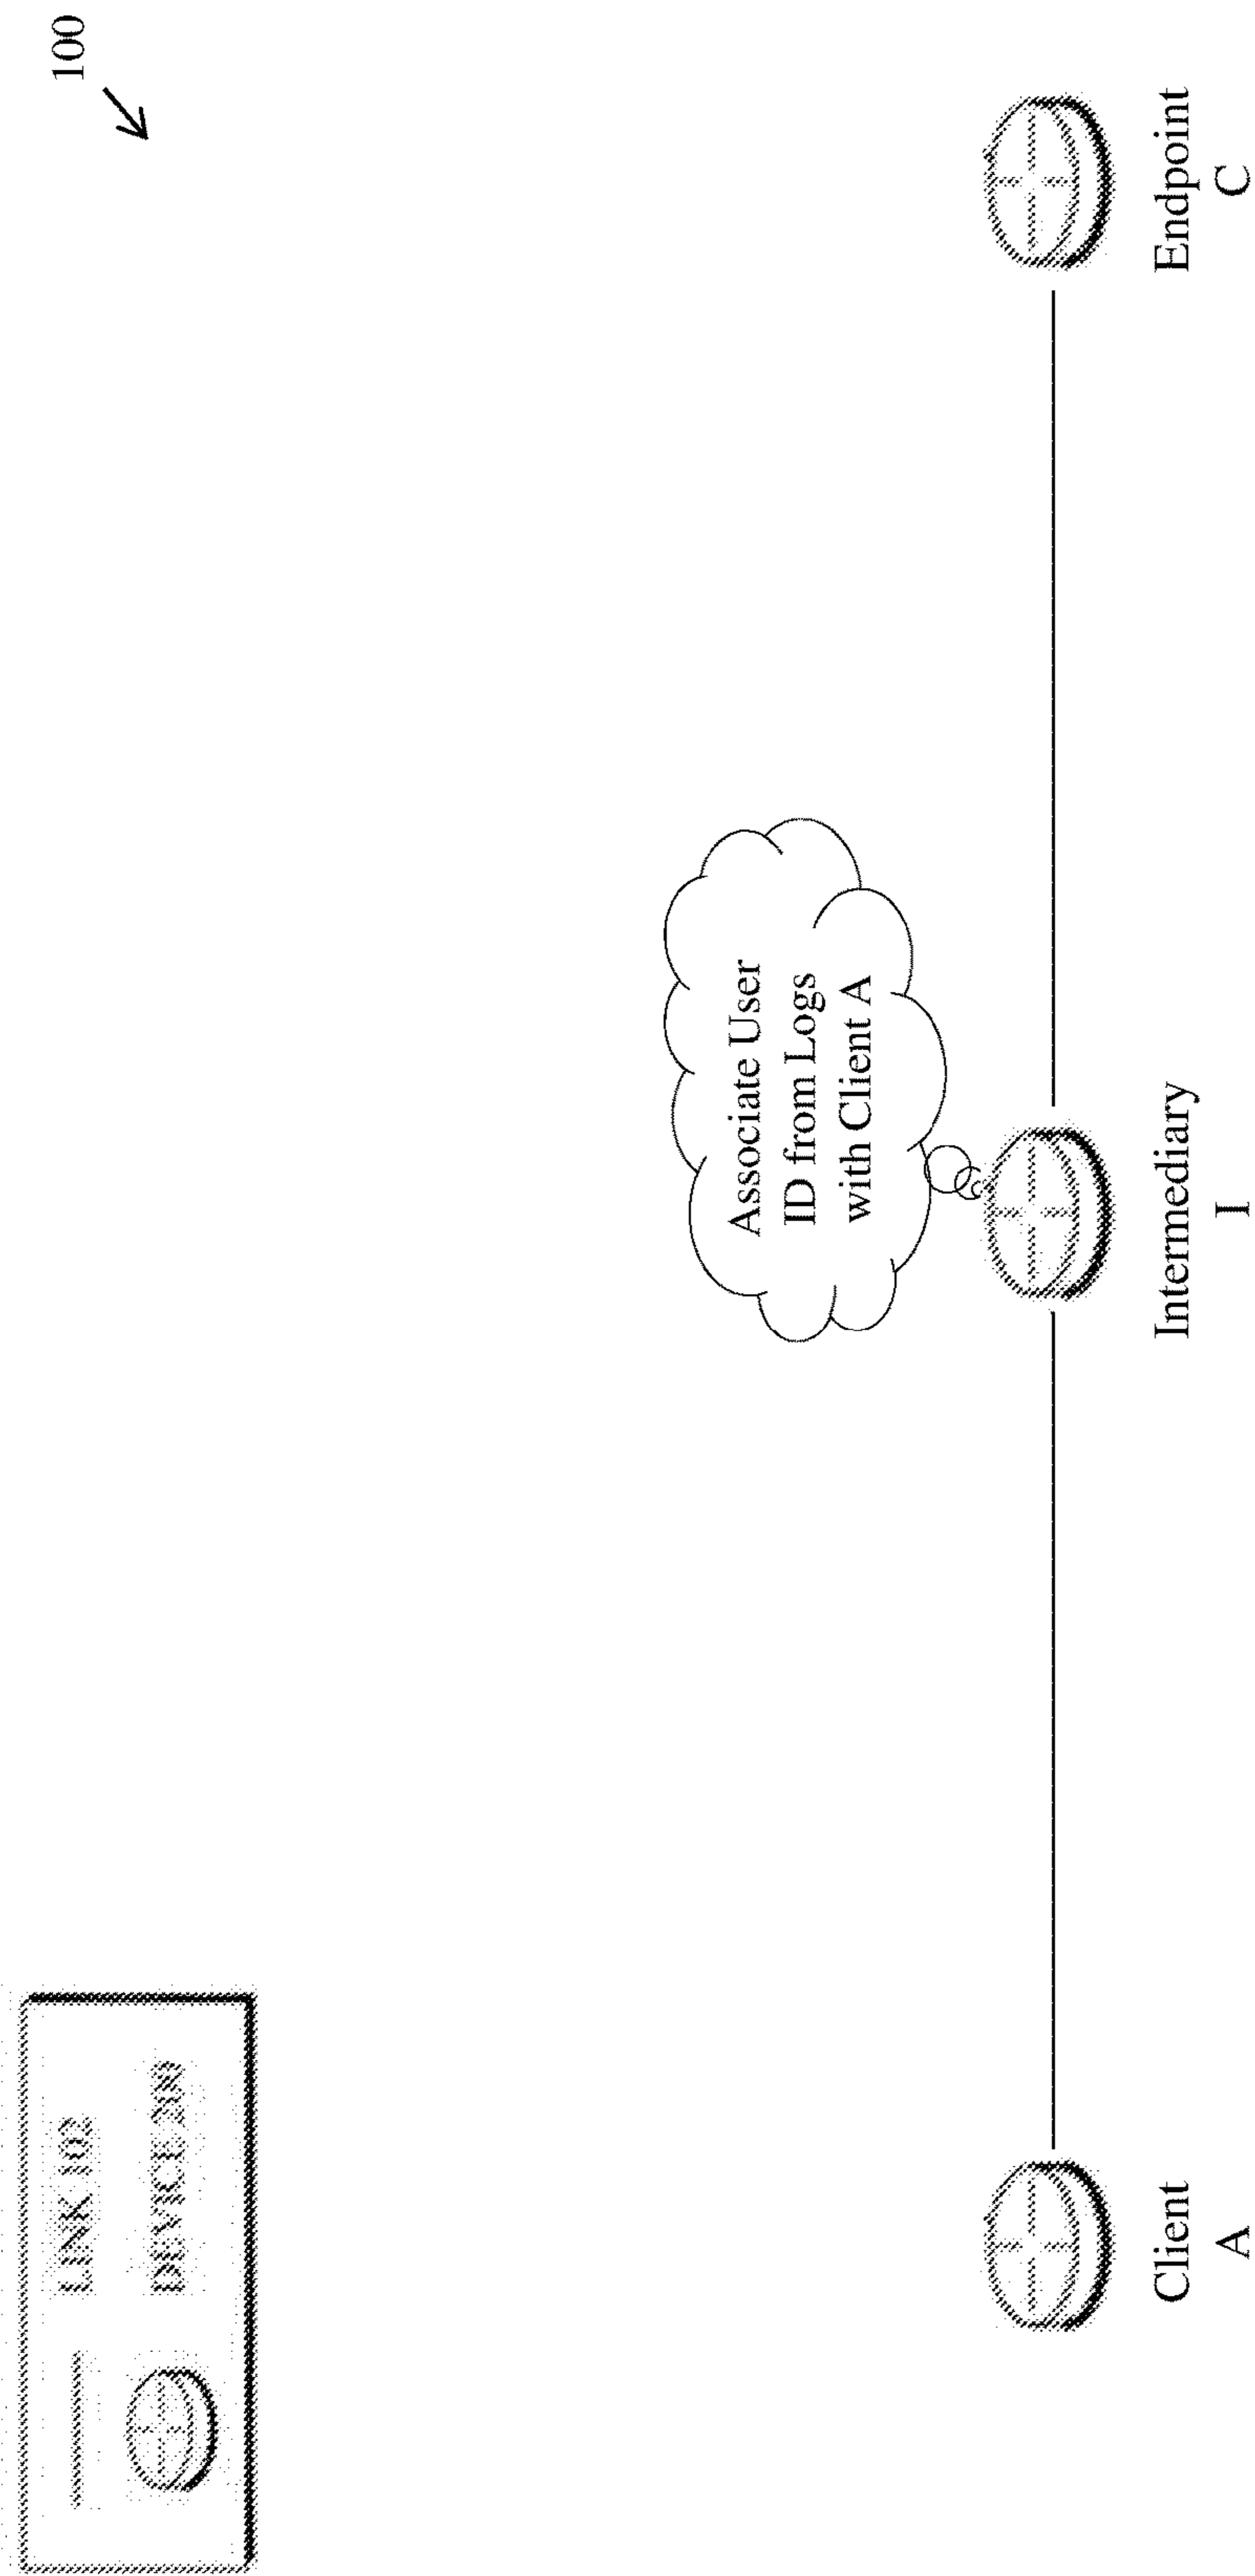 100
LINK 102
DEVICE 200
Associate User
ID from Logs
with Client A
Client
A
Intermediary
I
Endpoint
C